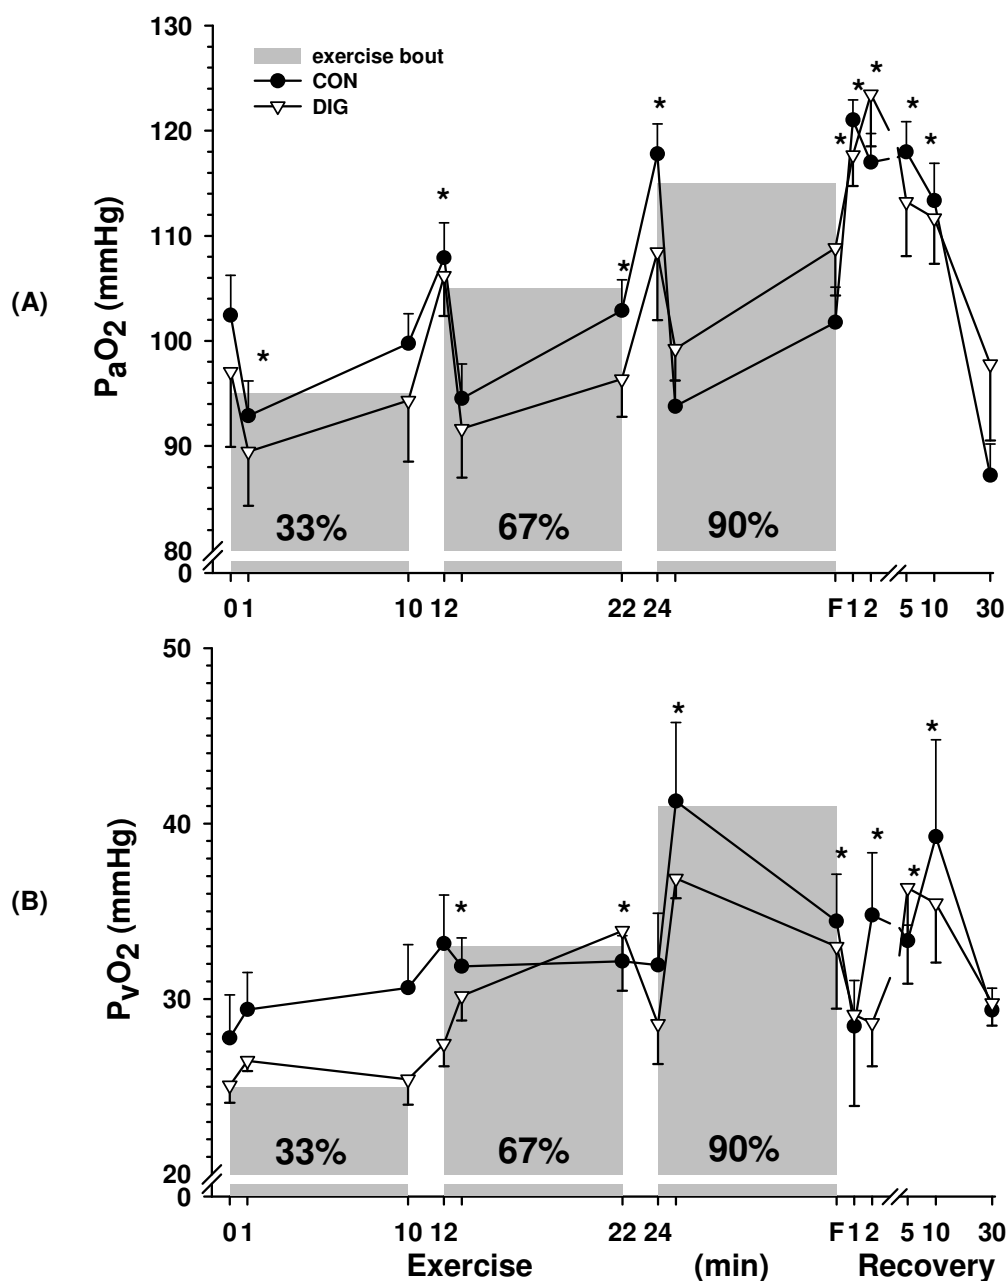 130
exercise bout
CON
DIG
120
110
(A)
PaO2 (mmHg)
100
90
80
0
33%
67%
90%
* * * * * * * * * *
0 1 10 12 22 24 F 1 2 5 10 30
50
40
(B)
PvO2 (mmHg)
30
20
0
33%
67%
90%
* * * * * * *
0 1 10 12 22 24 F 1 2 5 10 30
Exercise (min) Recovery